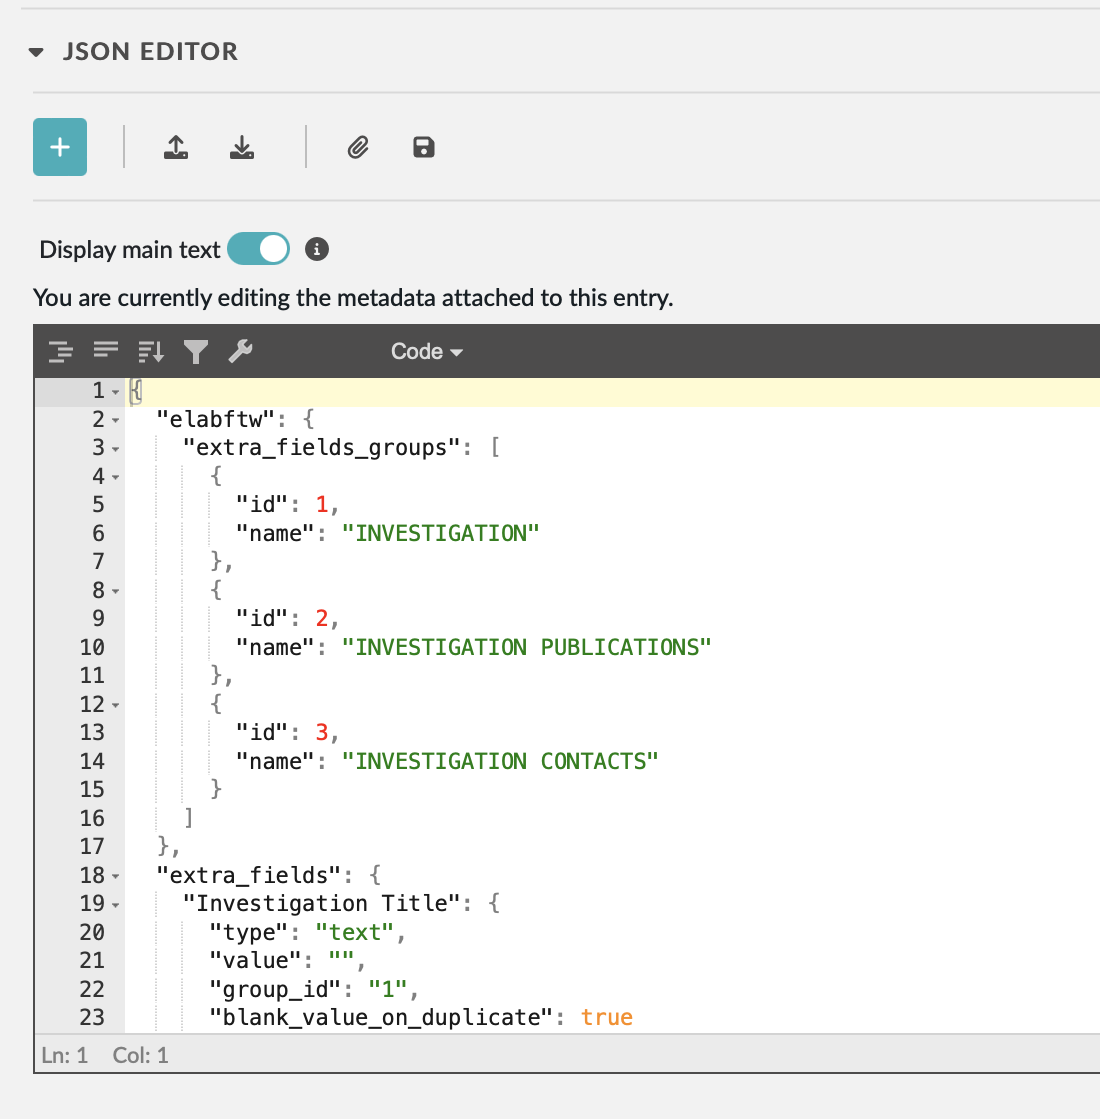 JSON EDITOR
+
Display main text
You are currently editing the metadata attached to this entry.
Code
1 {
2   "elabftw": {
3     "extra_fields_groups": [
4       {
5         "id": 1,
6         "name": "INVESTIGATION"
7       },
8       {
9         "id": 2,
10         "name": "INVESTIGATION PUBLICATIONS"
11       },
12       {
13         "id": 3,
14         "name": "INVESTIGATION CONTACTS"
15       }
16     ]
17   },
18   "extra_fields": {
19     "Investigation Title": {
20       "type": "text",
21       "value": "",
22       "group_id": "1",
23       "blank_value_on_duplicate": true
Ln: 1 Col: 1